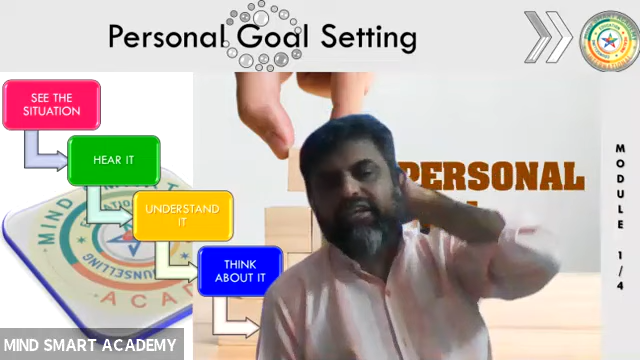 Personal Goal Setting
SEE THE
SITUATION
HEAR IT
UNDERSTAND
IT
THINK
ABOUT IT
PERSONAL
MODULE 1/4
MIND SMART ACADEMY